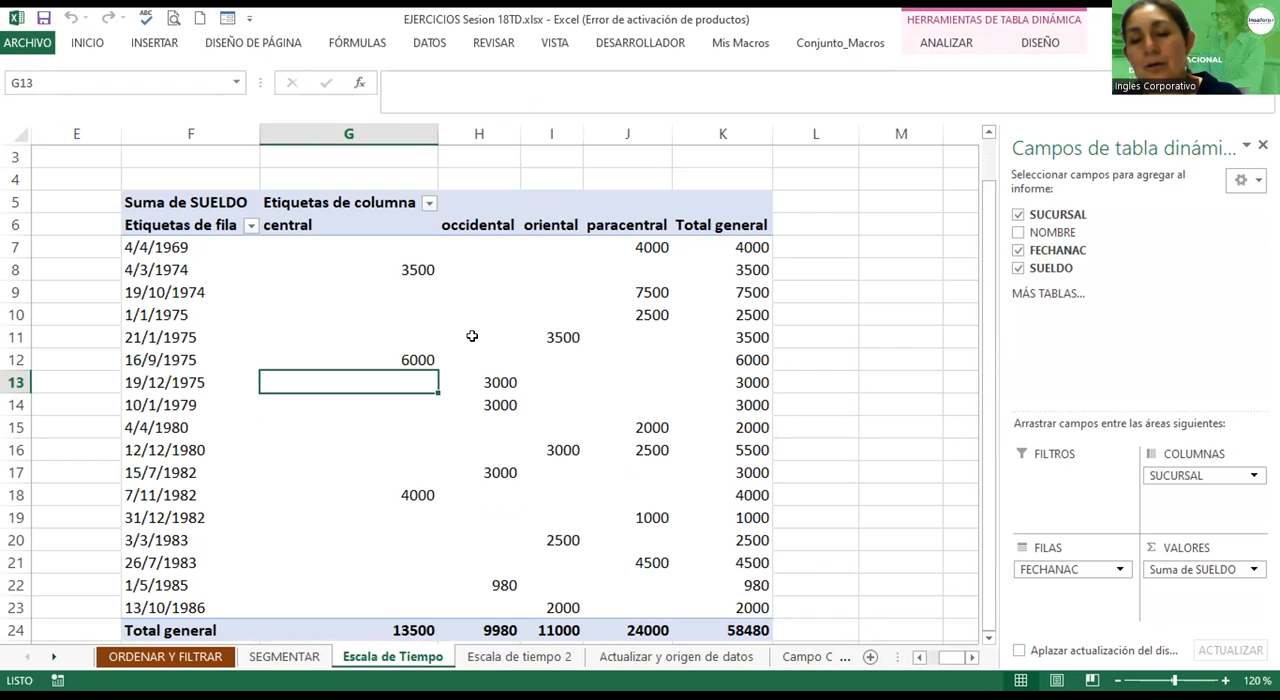 EJERCICIOS Sesion 18TD.xlsx - Excel (Error de activación de productos)
HERRAMIENTAS DE TABLA DINÁMICA
ARCHIVO INICIO INSERTAR DISEÑO DE PÁGINA FÓRMULAS DATOS REVISAR VISTA DESARROLLADOR Mis Macros Conjunto_Macros ANALIZAR DISEÑO
Insaforp
Ingles Corporativo
G13
fx
E F G H I J K L M
3
4
5 Suma de SUELDO Etiquetas de columna
6 Etiquetas de fila central occidental oriental paracentral Total general
7 4/4/1969 4000 4000
8 4/3/1974 3500 3500
9 19/10/1974 7500 7500
10 1/1/1975 2500 2500
11 21/1/1975 3500 3500
12 16/9/1975 6000 6000
13 19/12/1975 3000 3000
14 10/1/1979 3000 3000
15 4/4/1980 2000 2000
16 12/12/1980 3000 2500 5500
17 15/7/1982 3000 3000
18 7/11/1982 4000 4000
19 31/12/1982 1000 1000
20 3/3/1983 2500 2500
21 26/7/1983 4500 4500
22 1/5/1985 980 980
23 13/10/1986 2000 2000
24 Total general 13500 9980 11000 24000 58480
Campos de tabla dinámi...
Seleccionar campos para agregar al
informe:
SUCURSAL
NOMBRE
FECHANAC
SUELDO
MÁS TABLAS...
Arrastrar campos entre las áreas siguientes:
FILTROS COLUMNAS
SUCURSAL
FILAS Σ VALORES
FECHANAC Suma de SUELDO
Aplazar actualización del dis... ACTUALIZAR
ORDENAR Y FILTRAR SEGMENTAR Escala de Tiempo Escala de tiempo 2 Actualizar y origen de datos Campo C ...
LISTO 120 %